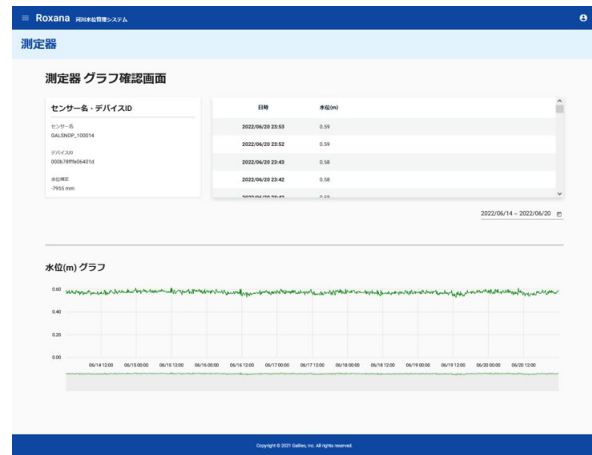 Roxana 河川水位管理システム
測定器
測定器 グラフ確認画面
センサー名・デバイスID
センサー名
GALSNOP_100014
デバイスID
水位補正
-7955 mm
日時 水位(m)
2022/06/20 23:53 0.59
2022/06/20 23:52 0.59
2022/06/20 23:43 0.58
2022/06/20 23:42 0.58
2022/06/14 – 2022/06/20
水位(m) グラフ
0.60
0.40
0.20
0.00
06/14 12:00 06/15 00:00 06/15 12:00 06/16 00:00 06/16 12:00 06/17 00:00 06/17 12:00 06/18 00:00 06/18 12:00 06/19 00:00 06/19 12:00 06/20 00:00 06/20 12:00
Copyright © 2021 Galileo, Inc. All rights reserved.